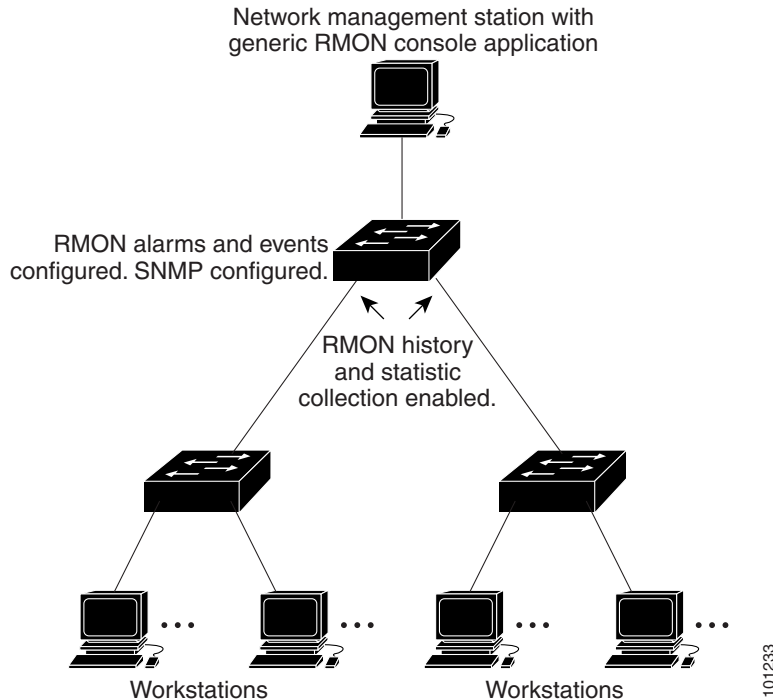 Network management station with
generic RMON console application
RMON alarms and events
configured. SNMP configured.
RMON history
and statistic
collection enabled.
Workstations
Workstations
101233